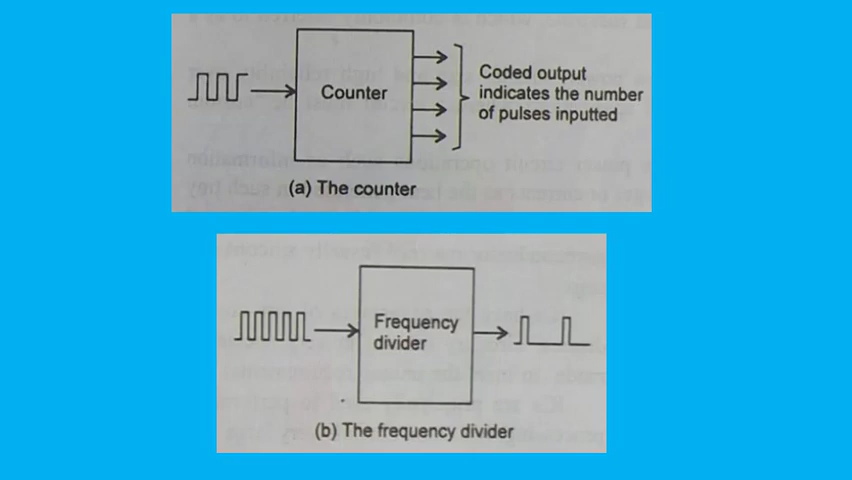 Counter
Coded output
indicates the number
of pulses inputted
(a) The counter
Frequency
divider
(b) The frequency divider